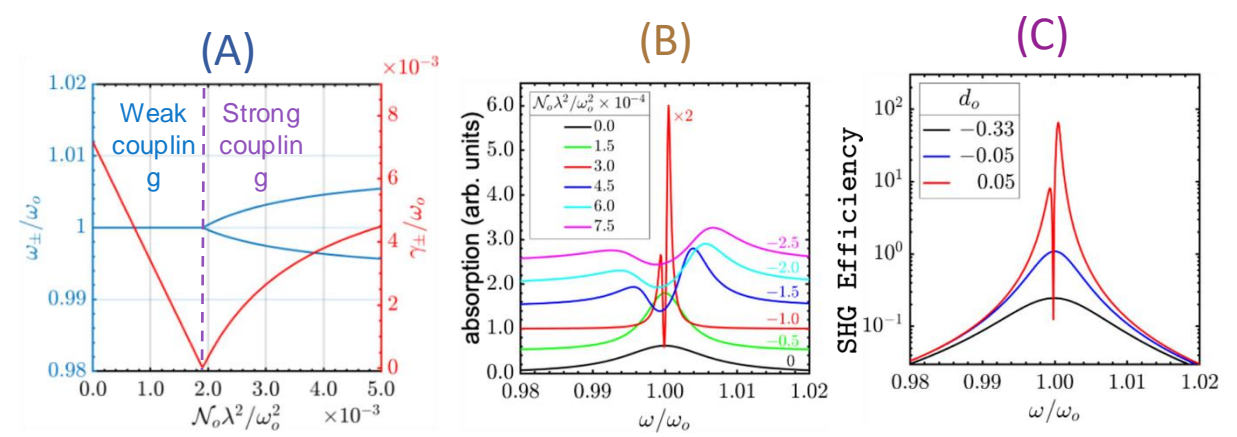 (A)
(B)
(C)
×10⁻³
1.02
1.01
1
0.99
0.98
ω±/ωₒ
Weak
couplin
g
Strong
couplin
g
8
6
4
2
0
γ±/ωₒ
0.0 1.0 2.0 3.0 4.0 5.0
𝒩ₒλ²/ωₒ² ×10⁻³
absorption (arb. units)
6.0
5.0
4.0
3.0
2.0
1.0
0.0
𝒩ₒλ²/ωₒ² × 10⁻⁴
0.0
1.5
3.0
4.5
6.0
7.5
×2
−2.5
−2.0
−1.5
−1.0
−0.5
0
0.98 0.99 1.00 1.01 1.02
ω/ωₒ
SHG Efficiency
10²
10¹
10⁰
10⁻¹
dₒ
−0.33
−0.05
0.05
0.98 0.99 1.00 1.01 1.02
ω/ωₒ